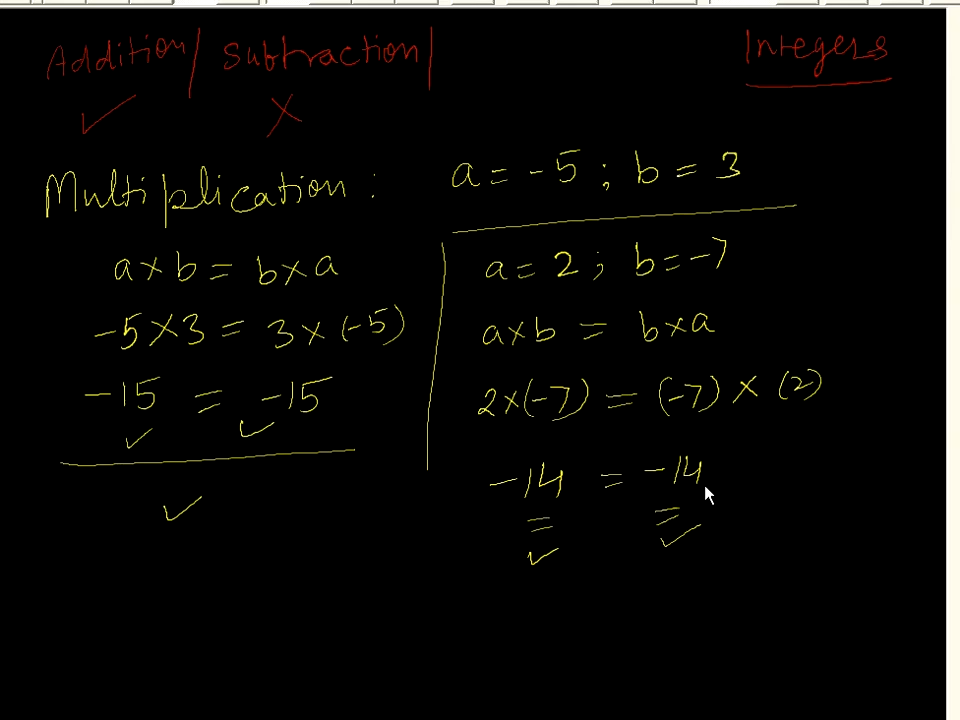 Addition/ Subtraction/
Integers
✓ X
Multiplication :
a = -5 ; b = 3
a×b = b×a
-5×3 = 3×(-5)
-15 = -15
✓ ✓
✓
a = 2 ; b = -7
a×b = b×a
2×(-7) = (-7)×(2)
-14 = -14
= =
✓ ✓